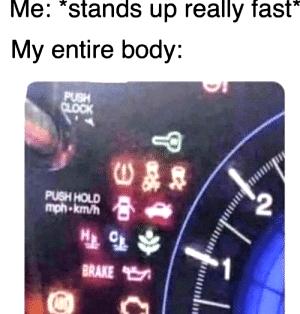 Me: *stands up really fast*
My entire body:
PUSH
CLOCK
PUSH HOLD
mph•km/h
BRAKE
2
1